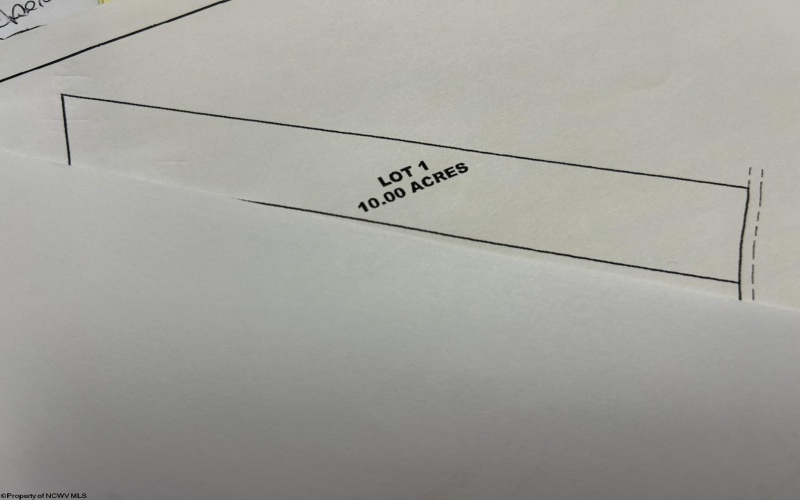 LOT 1
10.00 ACRES
©Property of NCWV MLS